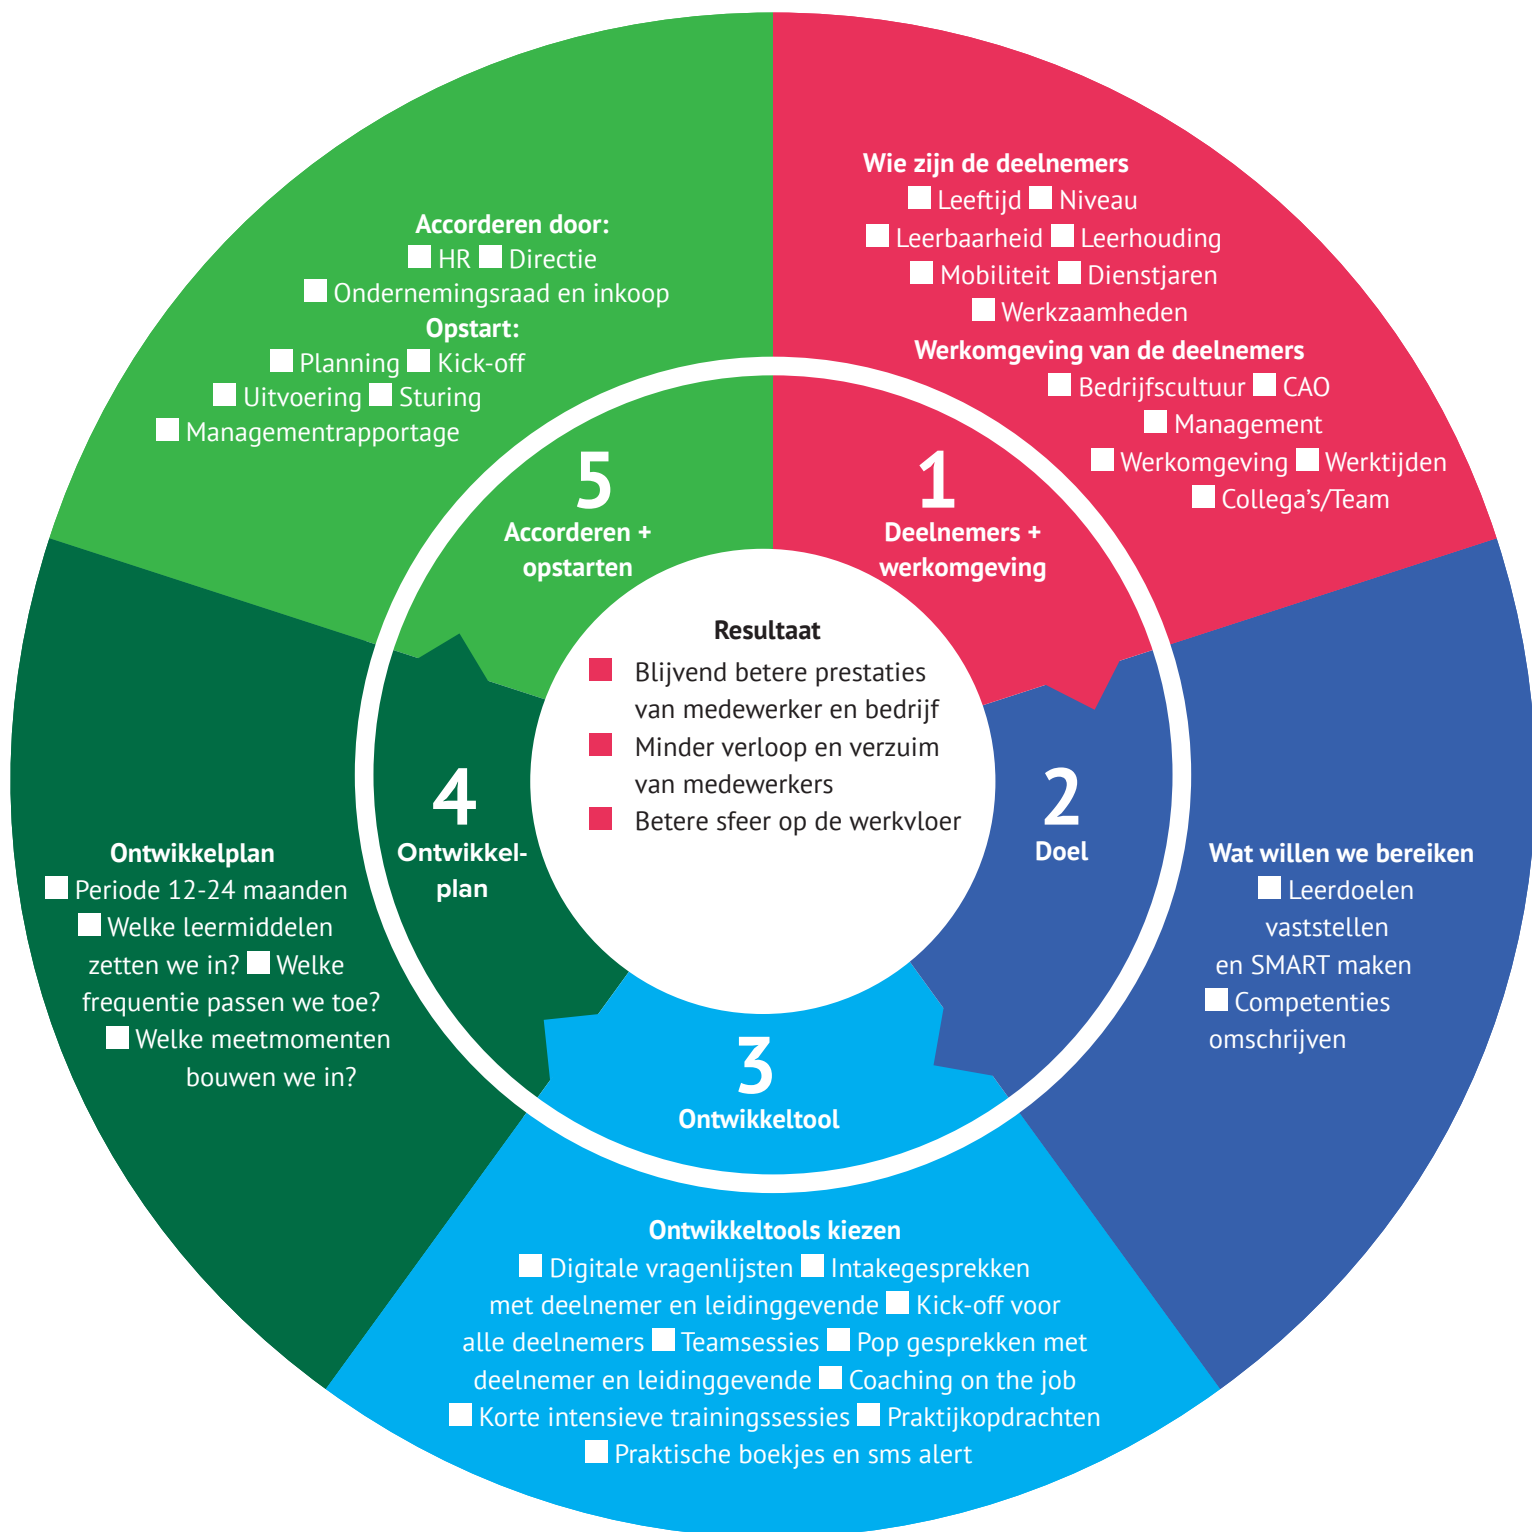 Wie zijn de deelnemers
Leeftijd Niveau
Leerbaarheid Leerhouding
Mobiliteit Dienstjaren
Werkzaamheden
Werkomgeving van de deelnemers
Bedrijfscultuur CAO
Management
Werkomgeving Werktijden
Collega's/Team
1
Deelnemers +
werkomgeving
2
Doel
Wat willen we bereiken
Leerdoelen
vaststellen
en SMART maken
Competenties
omschrijven
3
Ontwikkeltool
Ontwikkeltools kiezen
Digitale vragenlijsten Intakegesprekken
met deelnemer en leidinggevende Kick-off voor
alle deelnemers Teamsessies Pop gesprekken met
deelnemer en leidinggevende Coaching on the job
Korte intensieve trainingssessies Praktijkopdrachten
Praktische boekjes en sms alert
4
Ontwikkel-
plan
Ontwikkelplan
Periode 12-24 maanden
Welke leermiddelen
zetten we in? Welke
frequentie passen we toe?
Welke meetmomenten
bouwen we in?
5
Accorderen +
opstarten
Accorderen door:
HR Directie
Ondernemingsraad en inkoop
Opstart:
Planning Kick-off
Uitvoering Sturing
Managementrapportage
Resultaat
Blijvend betere prestaties
van medewerker en bedrijf
Minder verloop en verzuim
van medewerkers
Betere sfeer op de werkvloer